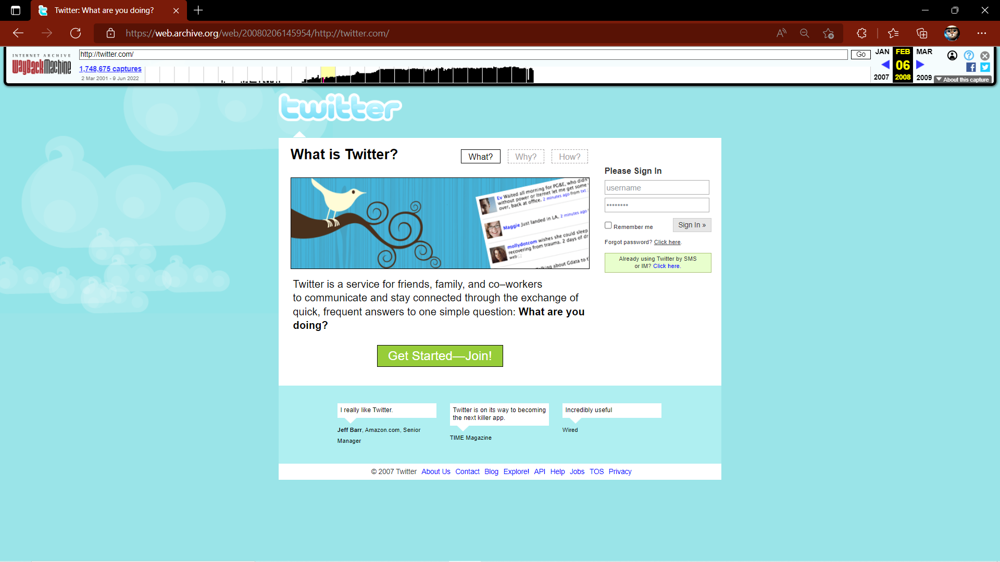 Twitter: What are you doing?
https://web.archive.org/web/20080206145954/http://twitter.com/
INTERNET ARCHIVE
WayBackMachine
http://twitter.com/
Go
1,748,675 captures
2 Mar 2001 - 9 Jun 2022
JAN FEB MAR
06
2007 2008 2009
About this capture
twitter
What is Twitter?
What? Why? How?
Ev Waited all morning for PG&E, who didn
without power or Iternet let me get some
over, back at office. 2 minutes ago from txt
Maggie Just landed in LA. 2 minutes ago
mollydotcom wishes she could sleep
recovering from trauma. 2 days of dr
web
Talking about Gdata to t
Twitter is a service for friends, family, and co–workers
to communicate and stay connected through the exchange of
quick, frequent answers to one simple question: What are you
doing?
Get Started—Join!
Please Sign In
username
Remember me
Sign In »
Forgot password? Click here.
Already using Twitter by SMS
or IM? Click here.
I really like Twitter.
Jeff Barr, Amazon.com, Senior
Manager
Twitter is on its way to becoming
the next killer app.
TIME Magazine
Incredibly useful
Wired
© 2007 Twitter About Us Contact Blog Explore! API Help Jobs TOS Privacy